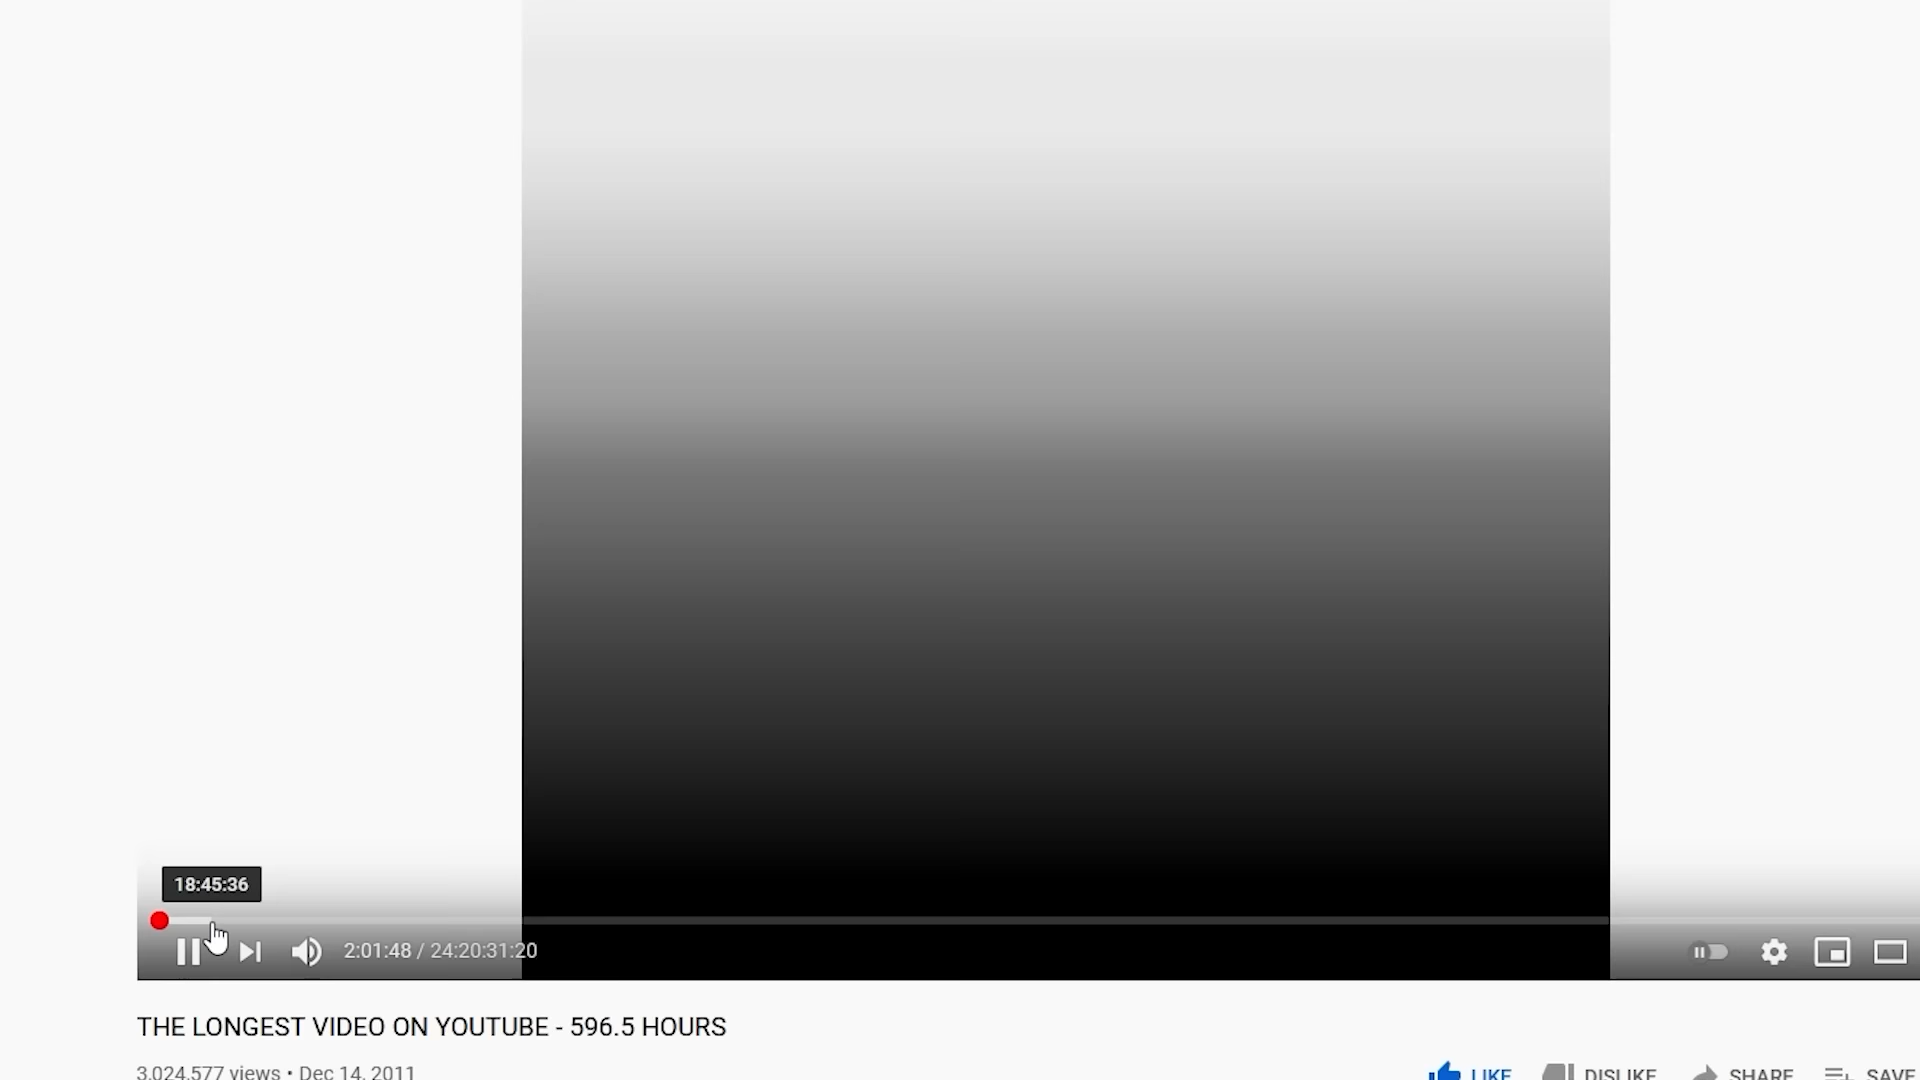 18:45:36
2:01:48 / 24:20:31:20
THE LONGEST VIDEO ON YOUTUBE - 596.5 HOURS
3,024,577 views • Dec 14, 2011
LIKE DISLIKE SHARE SAVE